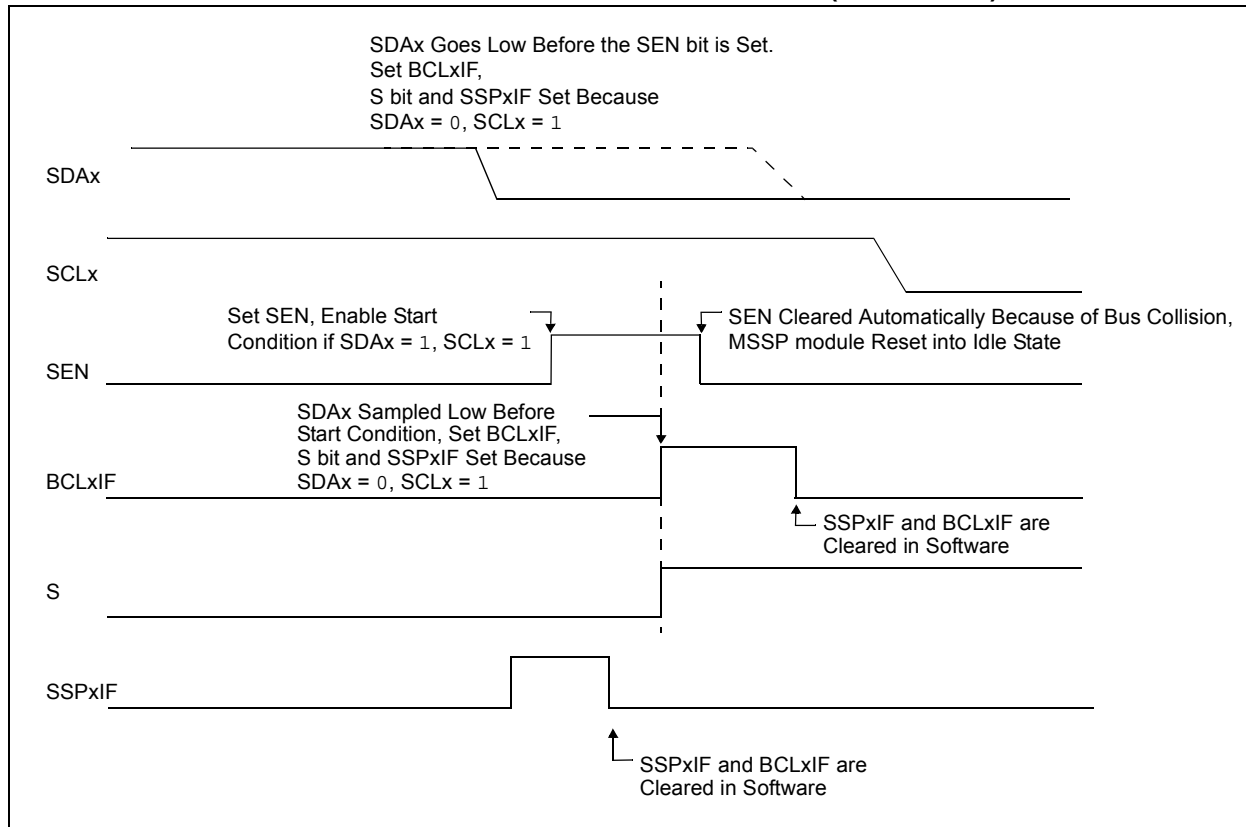 SDAx Goes Low Before the SEN bit is Set.
Set BCLxIF,
S bit and SSPxIF Set Because
SDAx = 0, SCLx = 1
SDAx
SCLx
Set SEN, Enable Start
Condition if SDAx = 1, SCLx = 1
SEN Cleared Automatically Because of Bus Collision,
MSSP module Reset into Idle State
SEN
SDAx Sampled Low Before
Start Condition, Set BCLxIF,
S bit and SSPxIF Set Because
SDAx = 0, SCLx = 1
BCLxIF
SSPxIF and BCLxIF are
Cleared in Software
S
SSPxIF
SSPxIF and BCLxIF are
Cleared in Software